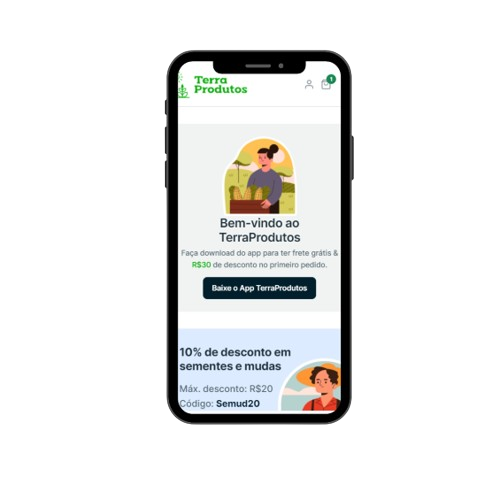 Terra
Produtos
1
Bem-vindo ao
TerraProdutos
Faça download do app para ter frete grátis &
R$30 de desconto no primeiro pedido.
Baixe o App TerraProdutos
10% de desconto em
sementes e mudas
Máx. desconto: R$20
Código: Semud20